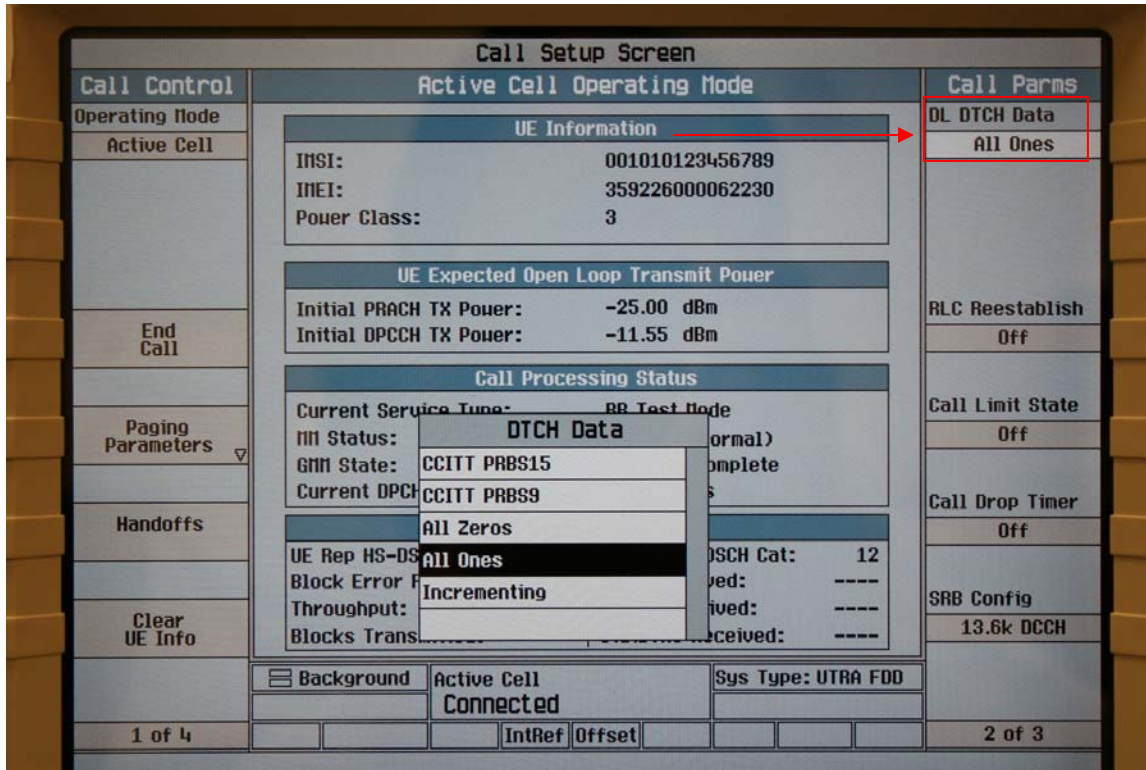 Call Setup Screen
Call Control
Operating Mode
Active Cell
End
Call
Paging
Parameters
Handoffs
Clear
UE Info
1 of 4
Active Cell Operating Mode
UE Information
IMSI: 001010123456789
IMEI: 359226000062230
Power Class: 3
UE Expected Open Loop Transmit Power
Initial PRACH TX Power: -25.00 dBm
Initial DPCCH TX Power: -11.55 dBm
Call Processing Status
Current Service Type: RB Test Mode
MM Status: ormal)
GMM State: omplete
Current DPCH
UE Rep HS-DS DSCH Cat: 12
Block Error ved: ----
Throughput: ived: ----
Blocks Trans eceived: ----
DTCH Data
CCITT PRBS15
CCITT PRBS9
All Zeros
All Ones
Incrementing
Background
Active Cell
Connected
Sys Type: UTRA FDD
IntRef Offset
Call Parms
DL DTCH Data
All Ones
RLC Reestablish
Off
Call Limit State
Off
Call Drop Timer
Off
SRB Config
13.6k DCCH
2 of 3